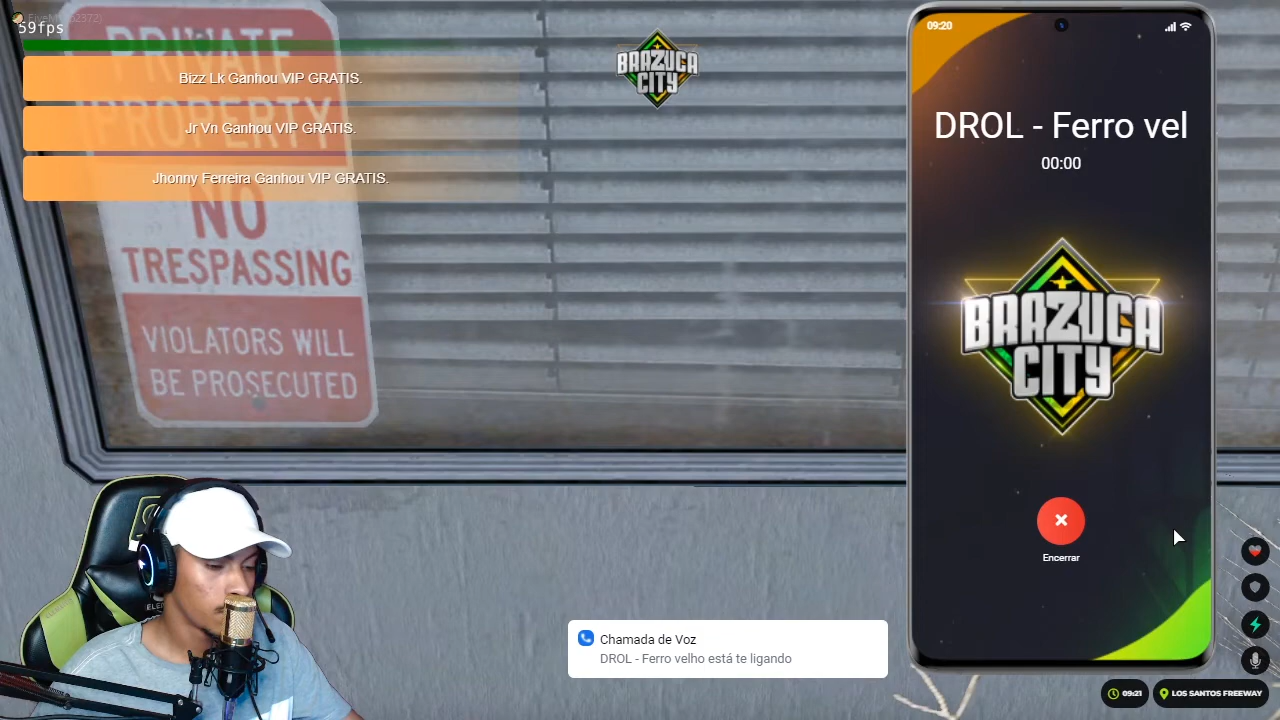 FiveM
59fps
Bizz Lk Ganhou VIP GRATIS.
Jr Vn Ganhou VIP GRATIS.
Jhonny Ferreira Ganhou VIP GRATIS.
PRIVATE
PROPERTY
NO
TRESPASSING
VIOLATORS WILL
BE PROSECUTED
BRAZUCA
CITY
09:20
DROL - Ferro vel
00:00
BRAZUCA
CITY
Encerrar
Chamada de Voz
DROL - Ferro velho está te ligando
09:21
LOS SANTOS FREEWAY